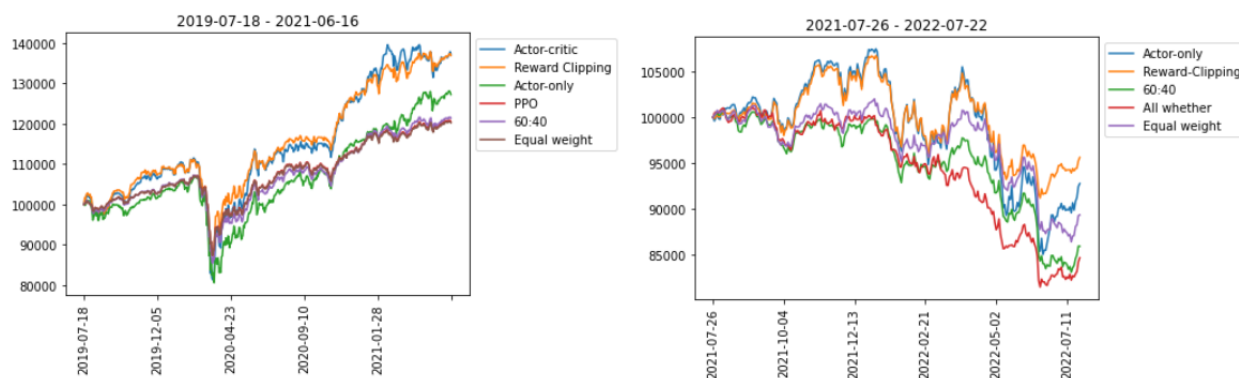 2019-07-18 - 2021-06-16
140000
130000
120000
110000
100000
90000
80000
2019-07-18
2019-12-05
2020-04-23
2020-09-10
2021-01-28
Actor-critic
Reward Clipping
Actor-only
PPO
60:40
Equal weight
2021-07-26 - 2022-07-22
105000
100000
95000
90000
85000
2021-07-26
2021-10-04
2021-12-13
2022-02-21
2022-05-02
2022-07-11
Actor-only
Reward-Clipping
60:40
All whether
Equal weight